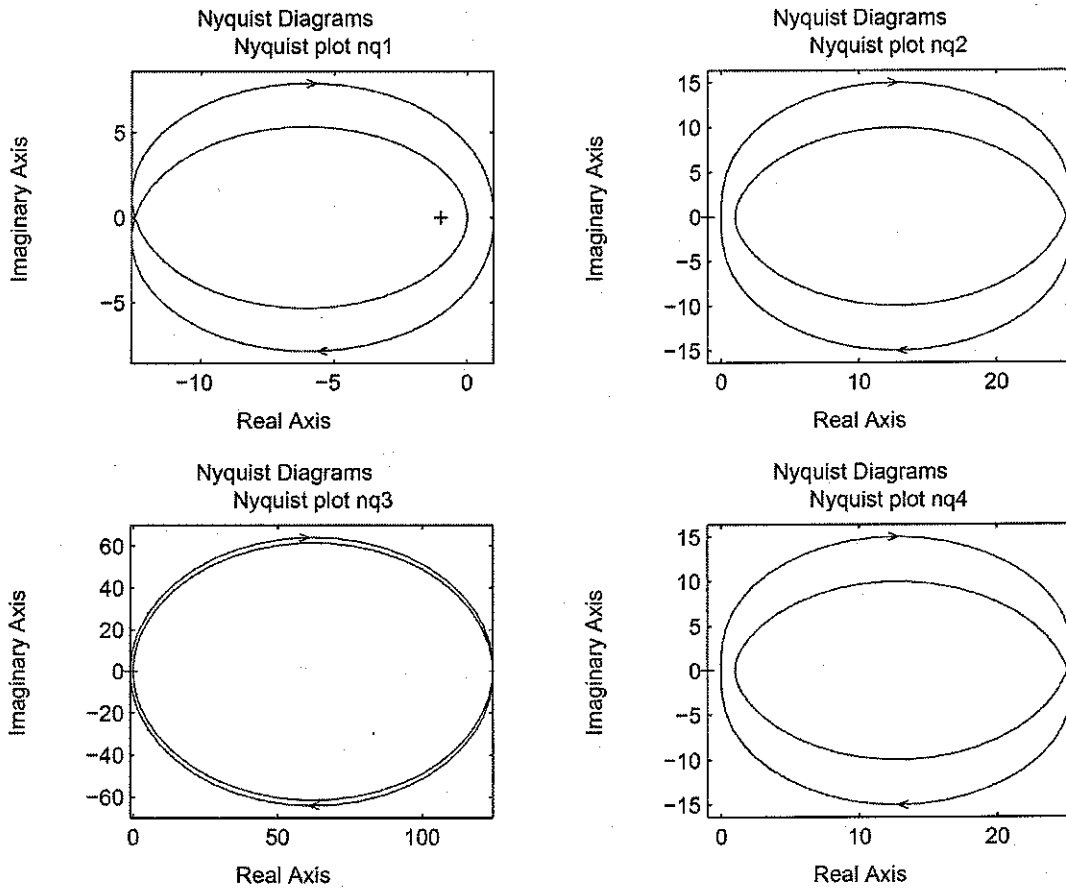 Nyquist Diagrams
Nyquist plot nq1
Imaginary Axis
5
0
−5
−10
−5
0
Real Axis
Nyquist Diagrams
Nyquist plot nq2
Imaginary Axis
15
10
5
0
−5
−10
−15
0
10
20
Real Axis
Nyquist Diagrams
Nyquist plot nq3
Imaginary Axis
60
40
20
0
−20
−40
−60
0
50
100
Real Axis
Nyquist Diagrams
Nyquist plot nq4
Imaginary Axis
15
10
5
0
−5
−10
−15
0
10
20
Real Axis